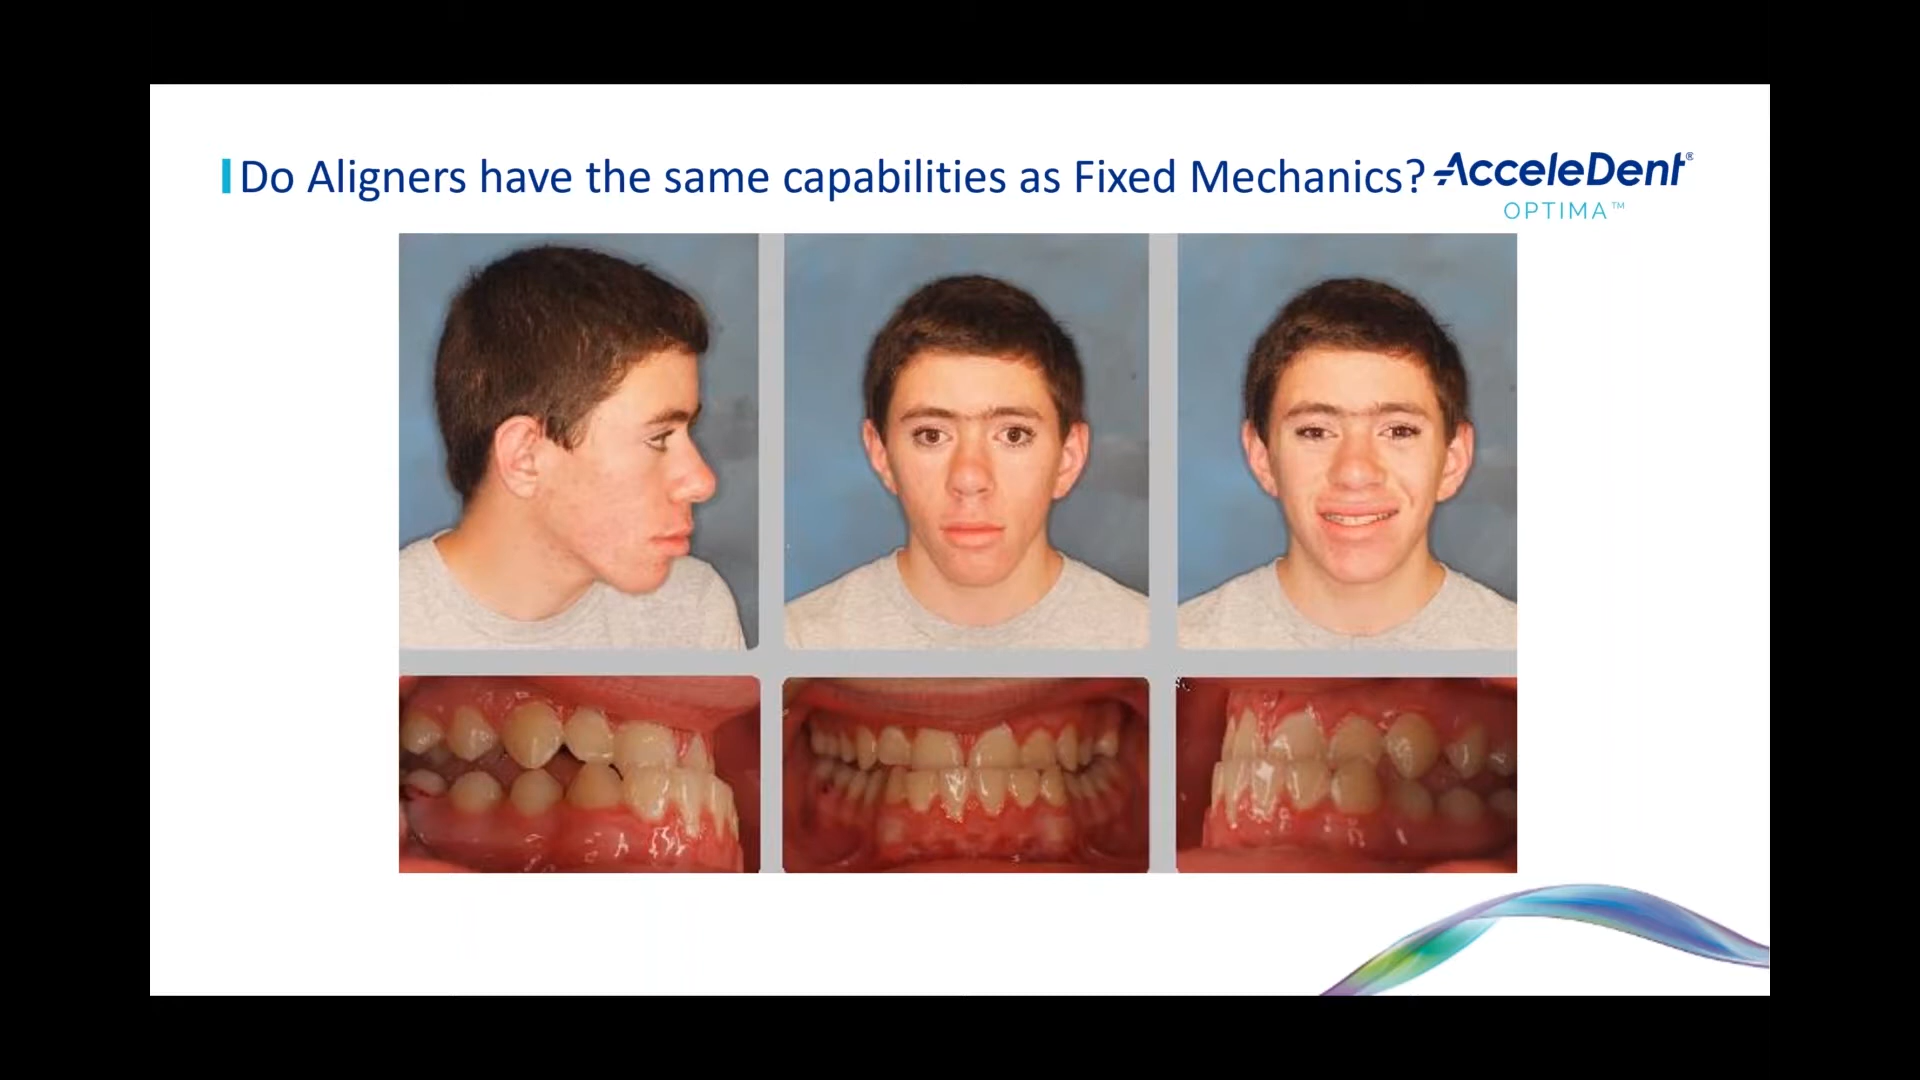 Do Aligners have the same capabilities as Fixed Mechanics?
AcceleDent®
OPTIMA™